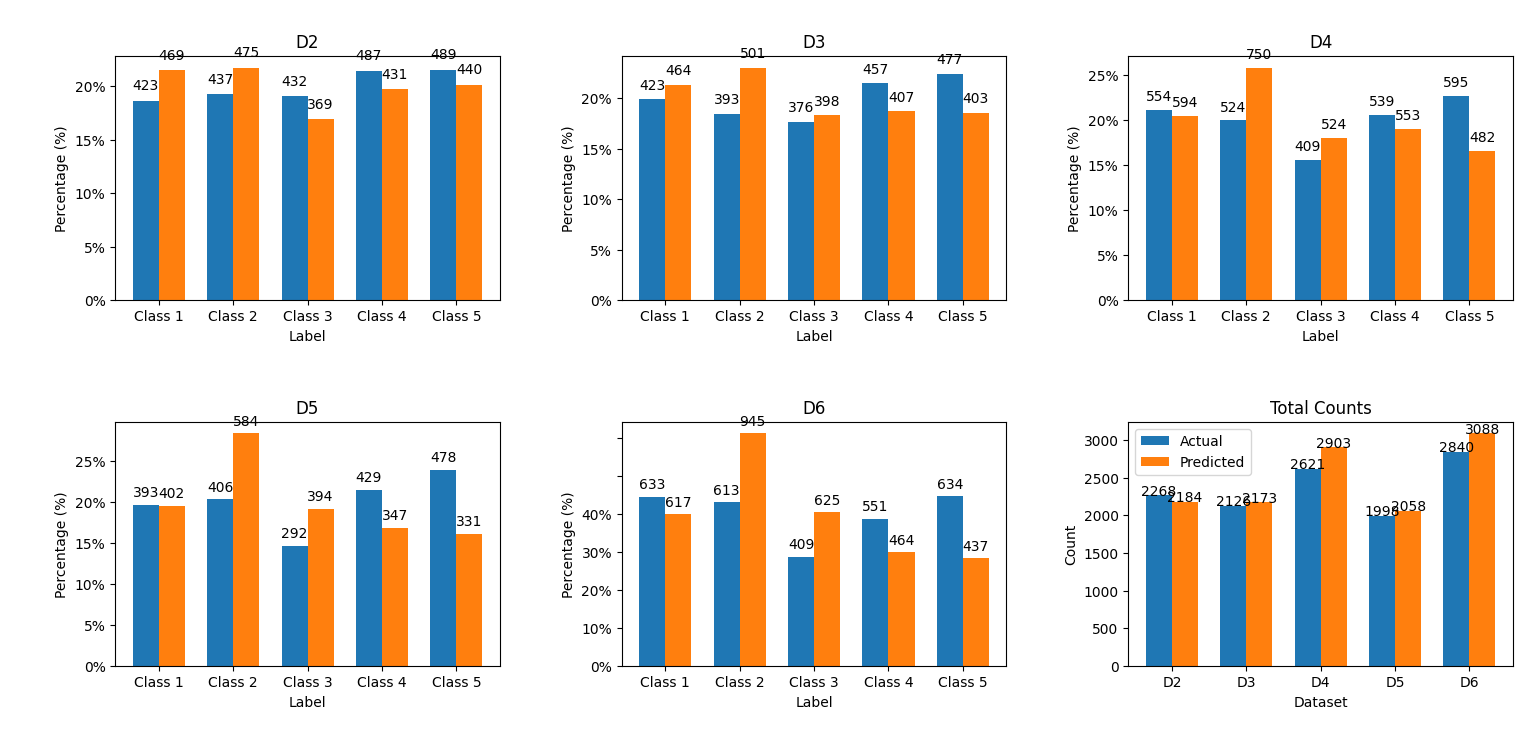 D2
Percentage (%)
20%
15%
10%
5%
0%
423 469 437 475 432 369 487 431 489 440
Class 1 Class 2 Class 3 Class 4 Class 5
Label
D3
Percentage (%)
20%
15%
10%
5%
0%
423 464 393 501 376 398 457 407 477 403
Class 1 Class 2 Class 3 Class 4 Class 5
Label
D4
Percentage (%)
25%
20%
15%
10%
5%
0%
554 594 524 750 409 524 539 553 595 482
Class 1 Class 2 Class 3 Class 4 Class 5
Label
D5
Percentage (%)
25%
20%
15%
10%
5%
0%
393 402 406 584 292 394 429 347 478 331
Class 1 Class 2 Class 3 Class 4 Class 5
Label
D6
Percentage (%)
40%
30%
20%
10%
0%
633 617 613 945 409 625 551 464 634 437
Class 1 Class 2 Class 3 Class 4 Class 5
Label
Total Counts
Actual
Predicted
Count
3000
2500
2000
1500
1000
500
0
2268 2184 2126 2173 2621 2903 1998 2058 2840 3088
D2 D3 D4 D5 D6
Dataset